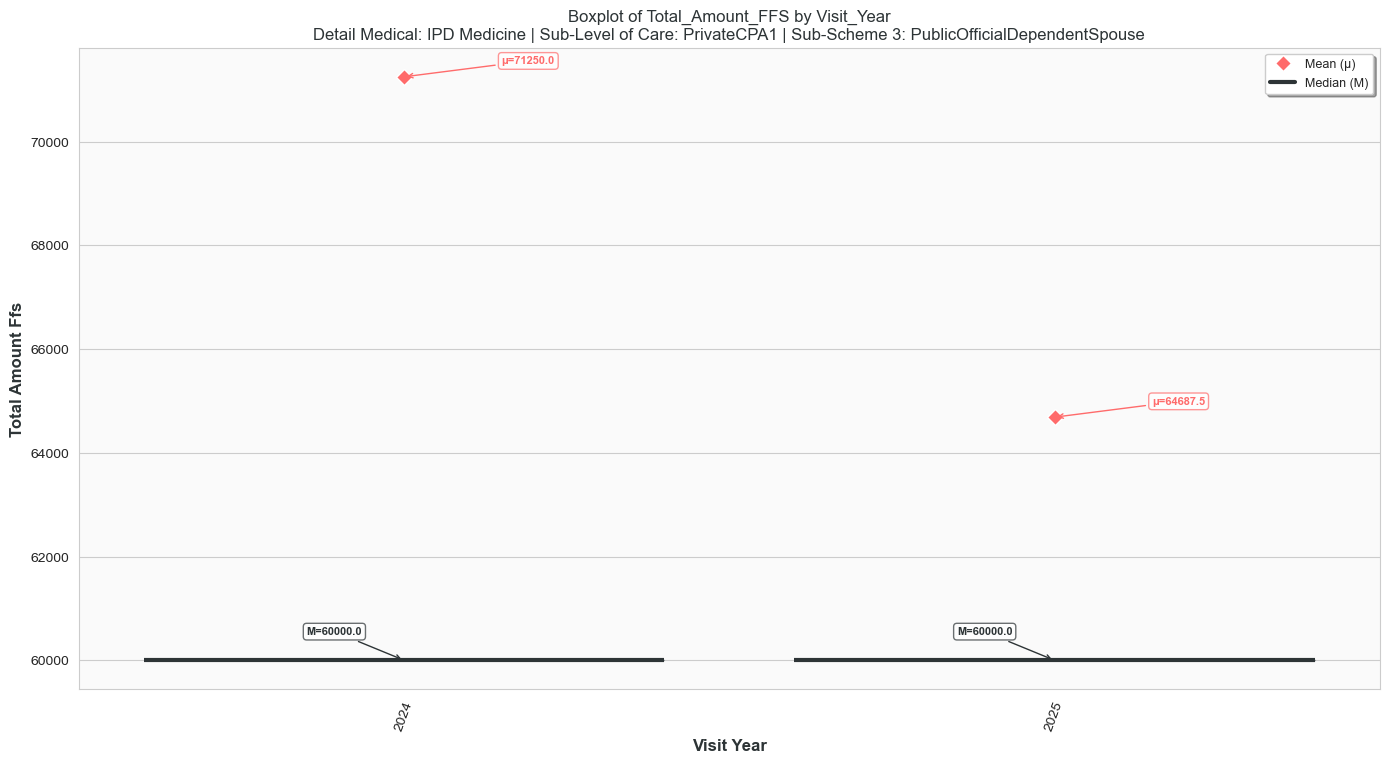 Boxplot of Total_Amount_FFS by Visit_Year
Detail Medical: IPD Medicine | Sub-Level of Care: PrivateCPA1 | Sub-Scheme 3: PublicOfficialDependentSpouse
μ=71250.0
Mean (μ)
Median (M)
70000
68000
66000
64000
62000
60000
Total Amount Ffs
μ=64687.5
M=60000.0
M=60000.0
2024
2025
Visit Year